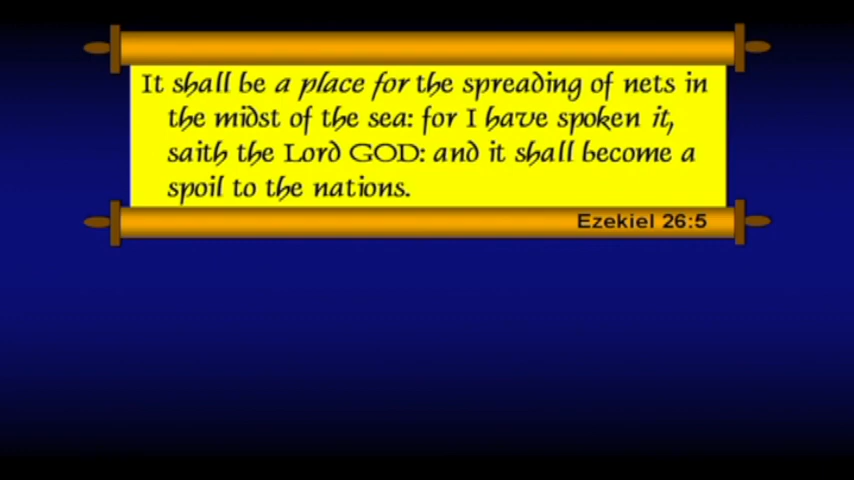 It shall be a place for the spreading of nets in
the midst of the sea: for I have spoken it,
saith the Lord GOD: and it shall become a
spoil to the nations.
Ezekiel 26:5